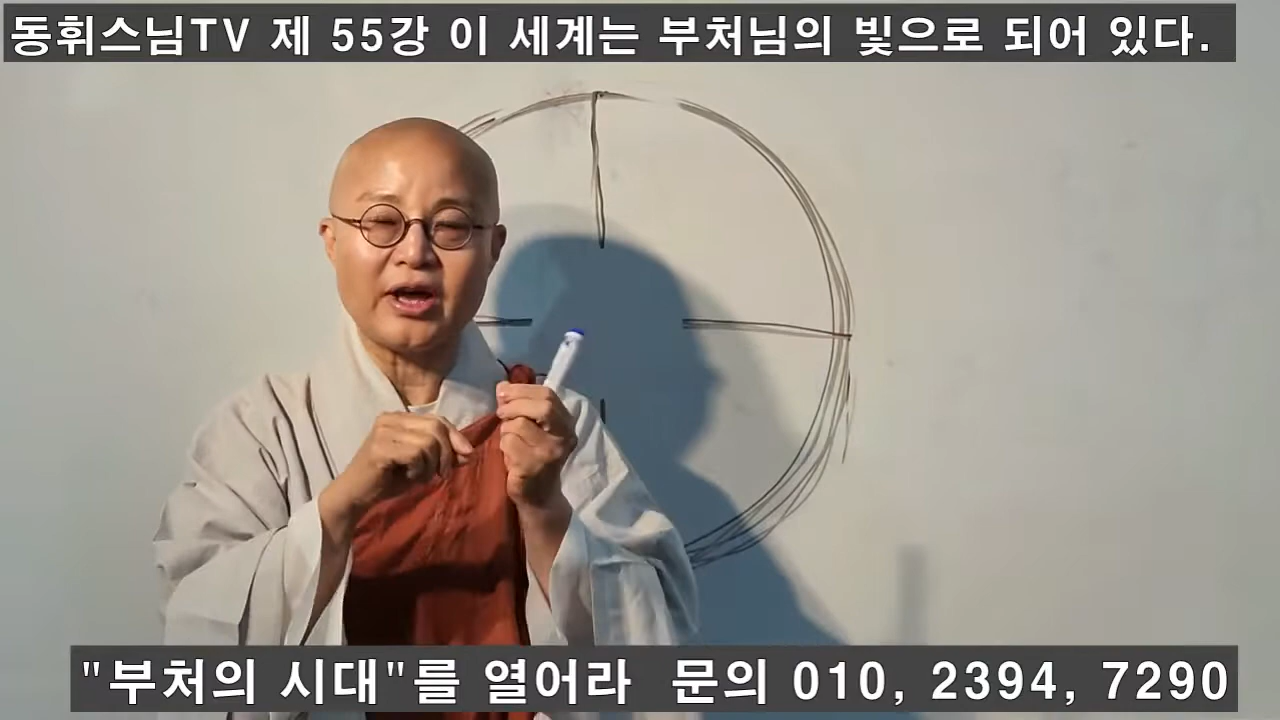 동휘스님TV 제 55강 이 세계는 부처님의 빛으로 되어 있다.
"부처의 시대"를 열어라 문의 010, 2394, 7290